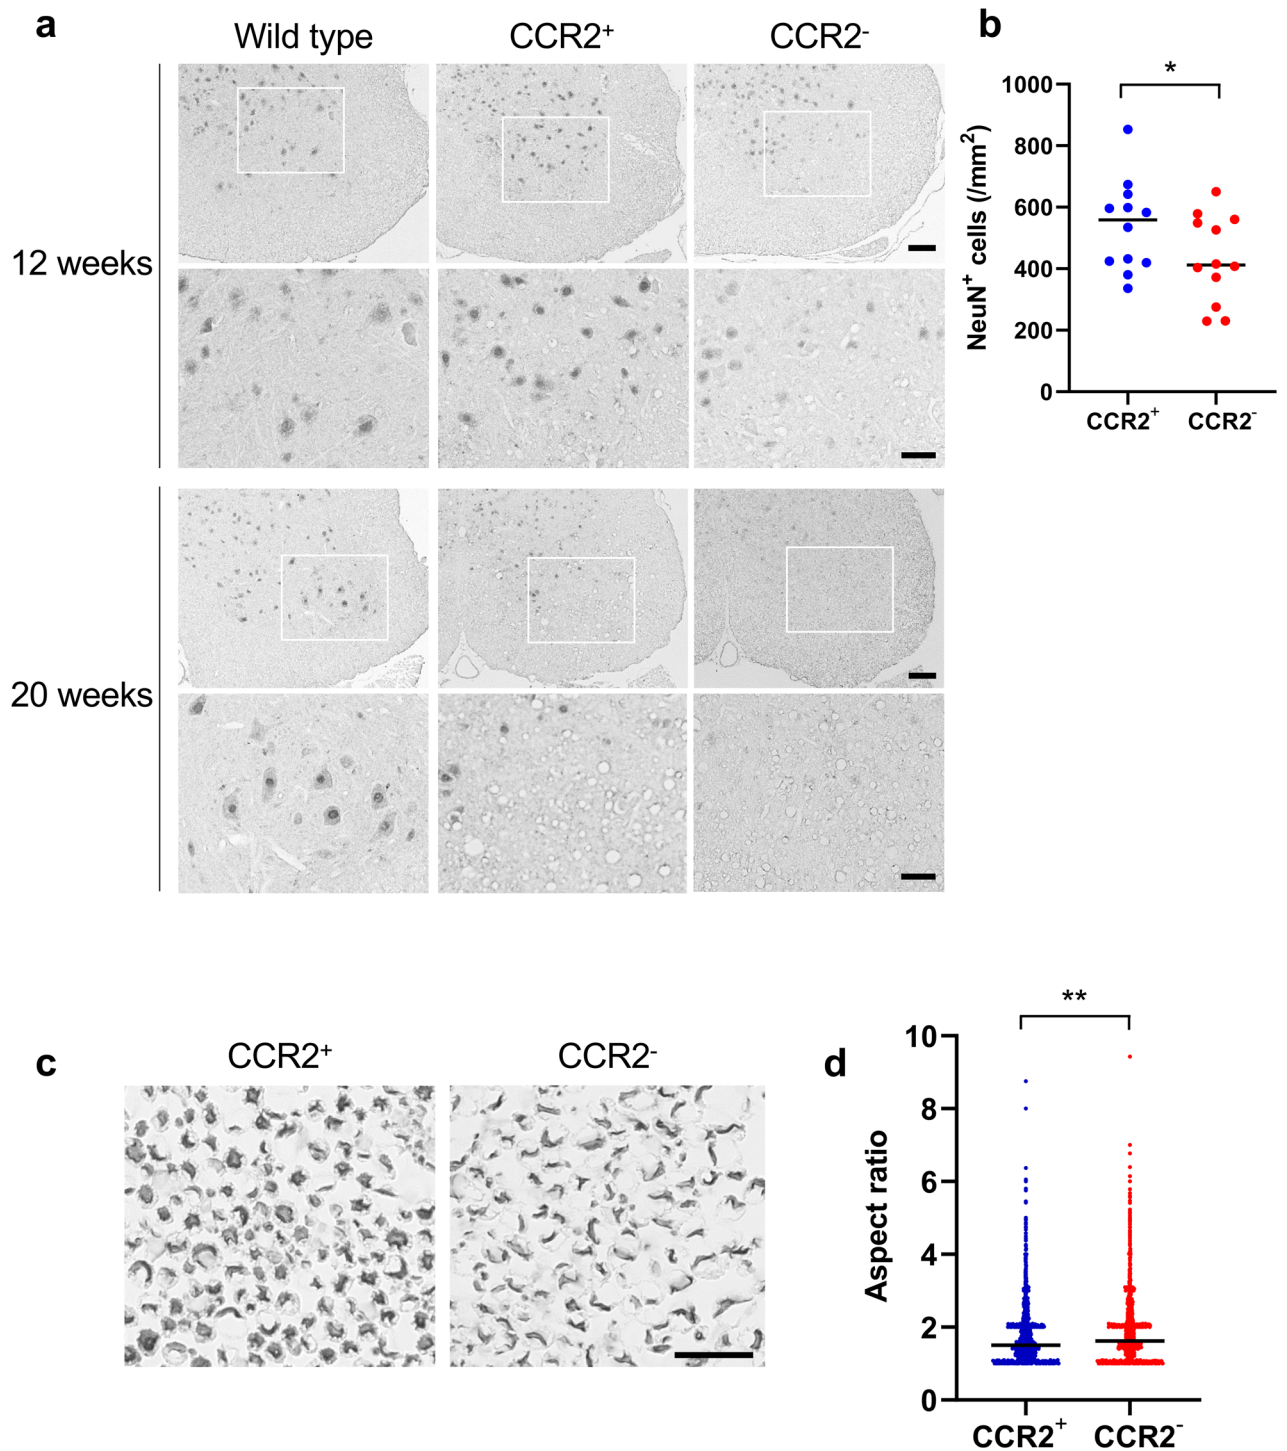 a
Wild type CCR2⁺ CCR2⁻
12 weeks
20 weeks
b
*
NeuN⁺ cells (/mm²)
1000
800
600
400
200
0
CCR2⁺ CCR2⁻
c
CCR2⁺ CCR2⁻
d
**
Aspect ratio
10
8
6
4
2
0
CCR2⁺ CCR2⁻